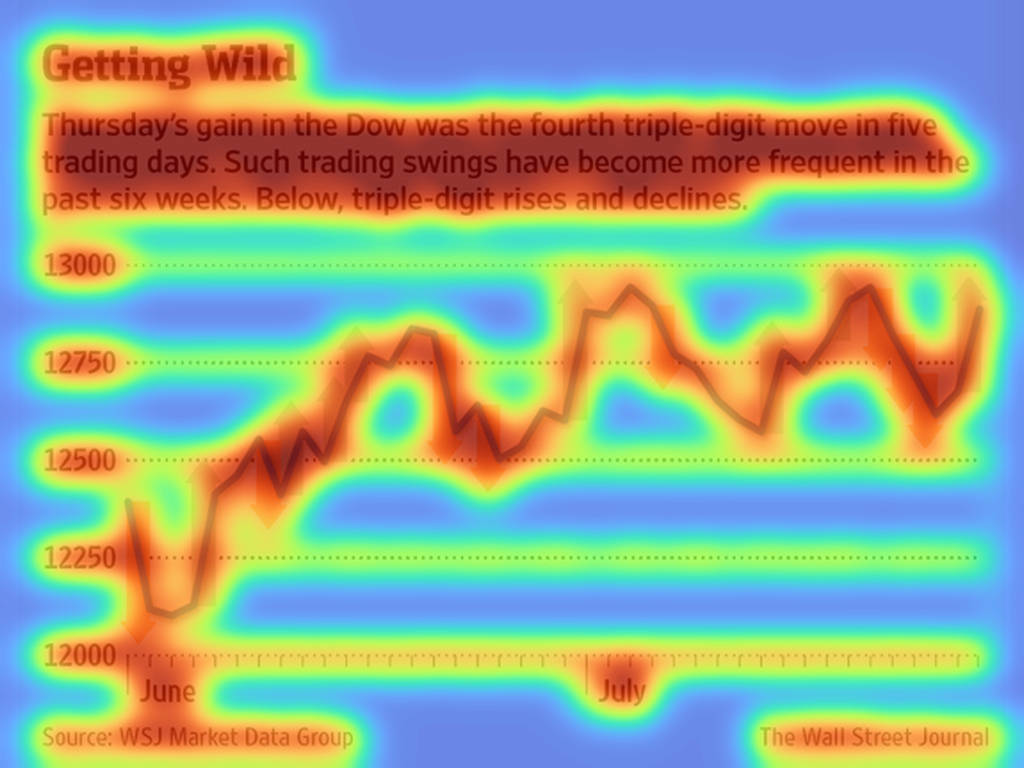 Getting Wild
Thursday's gain in the Dow was the fourth triple-digit move in five
trading days. Such trading swings have become more frequent in the
past six weeks. Below, triple-digit rises and declines.
13000
12750
12500
12250
12000
June July
Source: WSJ Market Data Group The Wall Street Journal